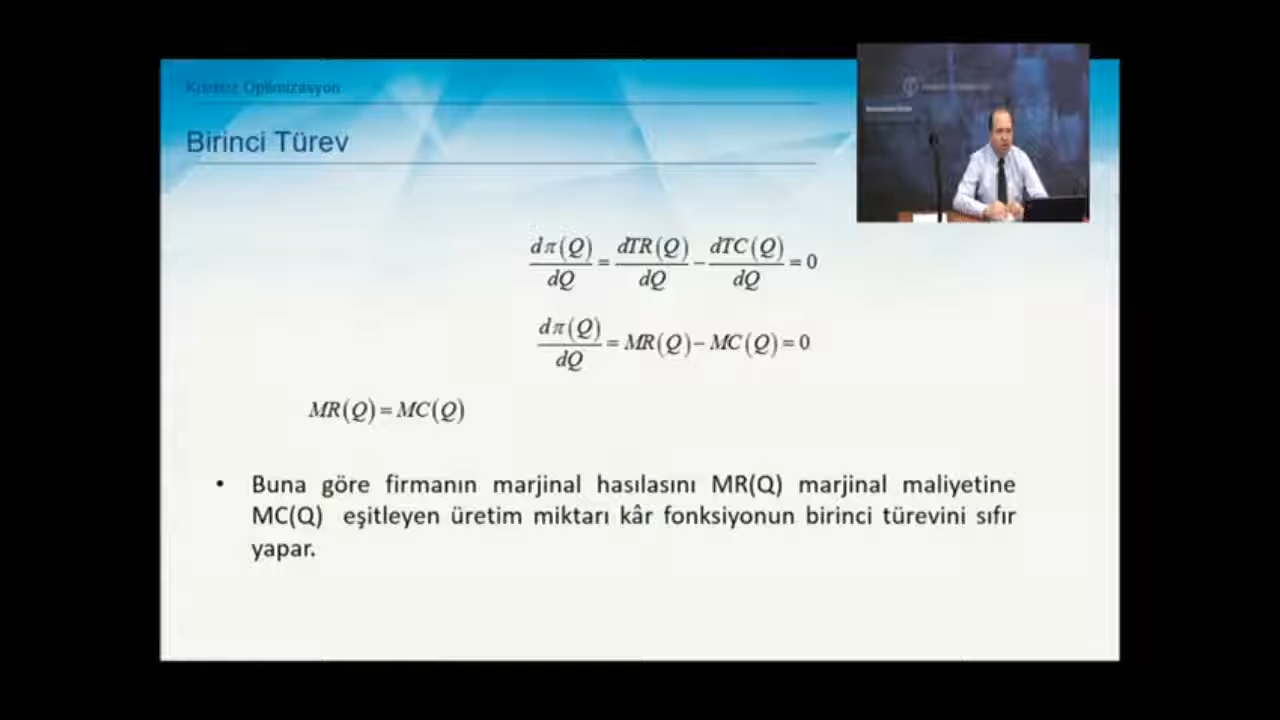 Kısıtsız Optimizasyon
Birinci Türev
dπ(Q)/dQ = dTR(Q)/dQ − dTC(Q)/dQ = 0
dπ(Q)/dQ = MR(Q) − MC(Q) = 0
MR(Q) = MC(Q)
• Buna göre firmanın marjinal hasılasını MR(Q) marjinal maliyetine
MC(Q) eşitleyen üretim miktarı kâr fonksiyonun birinci türevini sıfır
yapar.